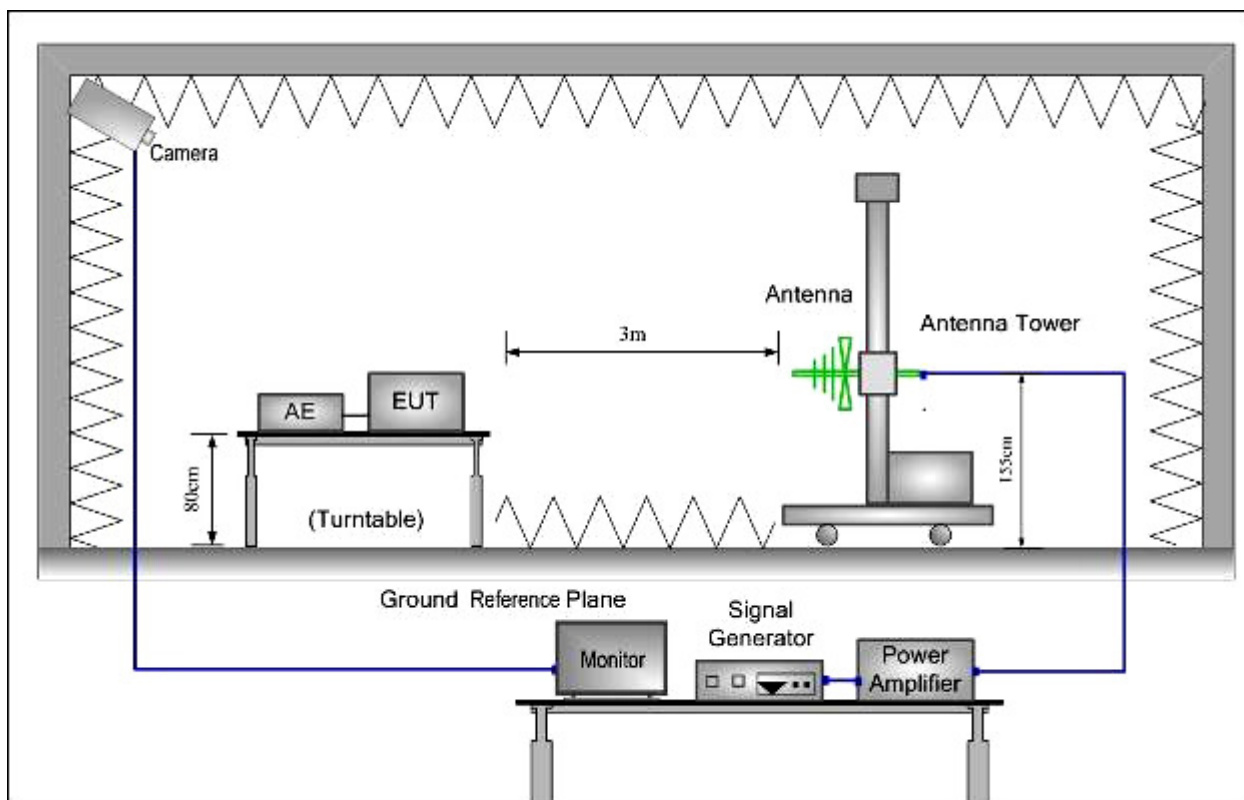 Camera
Antenna
3m
Antenna Tower
AE
EUT
80cm
155cm
(Turntable)
Ground Reference Plane
Signal
Generator
Monitor
Power
Amplifier